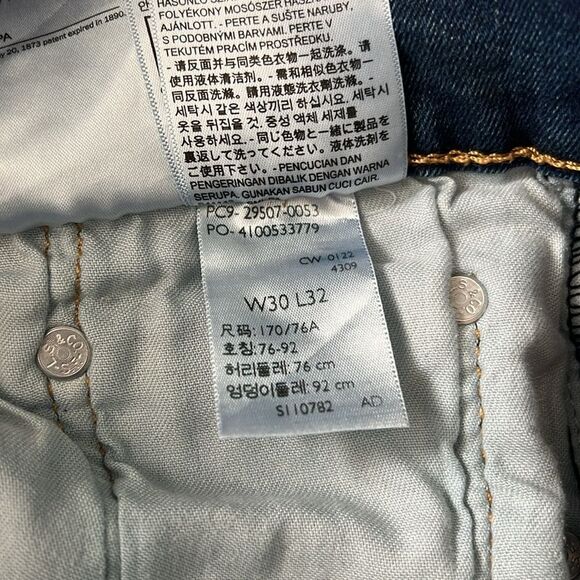 PA
y 20, 1873 patent expired in 1890.
FOLYÉKONY MOSÓSZER HASZ
AJÁNLOTT. - PERTE A SUŠTE NARUBY,
S PODOBNÝMI BARVAMI. PERTE V
TEKUTÉM PRACÍM PROSTŘEDKU.
- 请反面并与同类色衣物一起洗涤。请
使用液体清洁剂。 - 需和相似色衣物一
同反面洗滌。請用液態洗衣劑洗滌。 -
세탁시 같은 색상끼리 하십시요. 세탁시
옷을 뒤집을 것. 중성 액체 세제를
사용하세요. - 同じ色物と一緒に製品を
裏返して洗ってください。液体洗剤を
ご使用下さい。 - PENCUCIAN DAN
PENGERINGAN DIBALIK DENGAN WARNA
SERUPA. GUNAKAN SABUN CUCI CAIR.
PC9- 29507-0053
PO- 4100533779
CW 0122
4309
W30 L32
尺码: 170/76A
호칭: 76-92
허리둘레: 76 cm
엉덩이둘레: 92 cm
S110782 AD